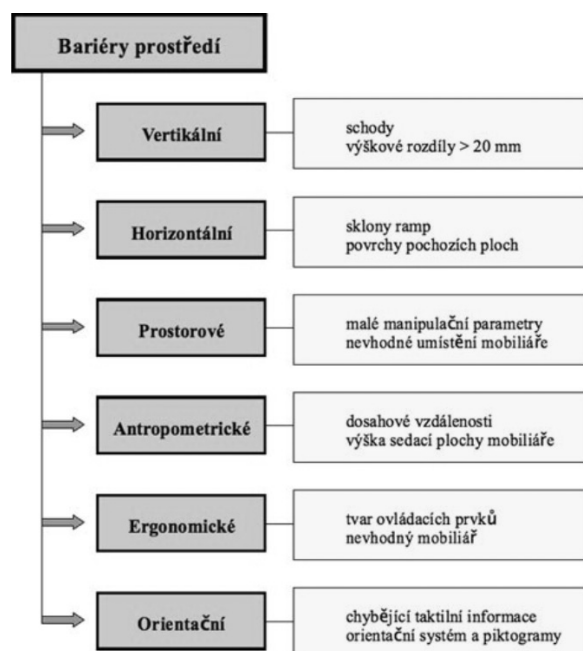 Bariéry prostředí
Vertikální
schody
výškové rozdíly > 20 mm
Horizontální
sklony ramp
povrchy pochozích ploch
Prostorové
malé manipulační parametry
nevhodné umístění mobiliáře
Antropometrické
dosahové vzdálenosti
výška sedací plochy mobiliáře
Ergonomické
tvar ovládacích prvků
nevhodný mobiliář
Orientační
chybějící taktilní informace
orientační systém a piktogramy